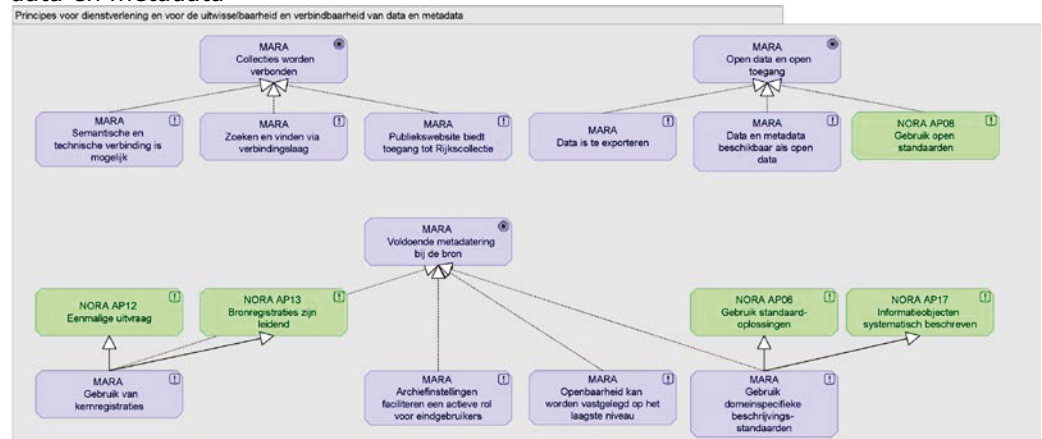 data en metadata
Principes voor dienstverlening en voor de uitwisselbaarheid en verbindbaarheid van data en metadata
MARA
Collecties worden
verbonden
MARA
Open data en open
toegang
MARA
Semantische en
technische verbinding is
mogelijk
MARA
Zoeken en vinden via
verbindingslaag
MARA
Publiekswebsite biedt
toegang tot Rijkscollectie
MARA
Data is te exporteren
MARA
Data en metadata
beschikbaar als open
data
NORA AP08
Gebruik open
standaarden
MARA
Voldoende metadatering
bij de bron
NORA AP12
Eenmalige uitvraag
NORA AP13
Bronregistraties zijn
leidend
NORA AP06
Gebruik standaard-
oplossingen
NORA AP17
Informatieobjecten
systematisch beschreven
MARA
Gebruik van
kernregistraties
MARA
Archiefinstellingen
faciliteren een actieve rol
voor eindgebruikers
MARA
Openbaarheid kan
worden vastgelegd op het
laagste niveau
MARA
Gebruik
domeinspecifieke
beschrijvings-
standaarden